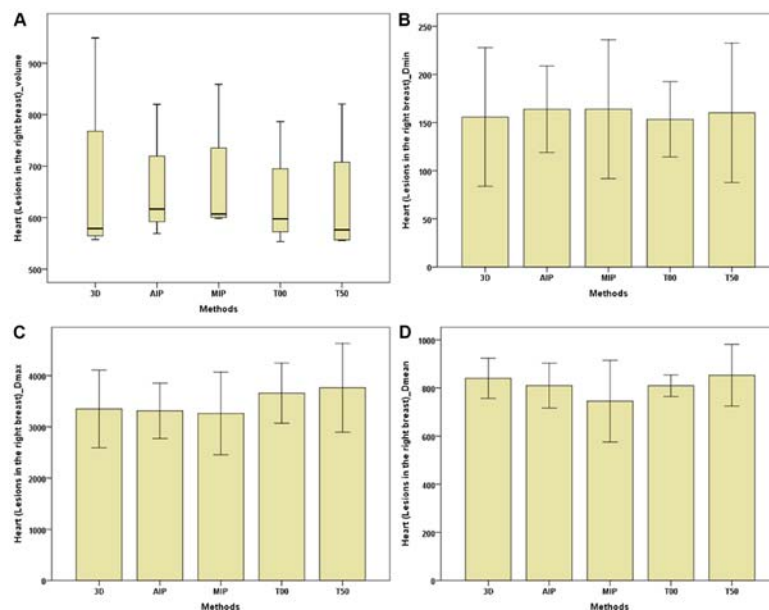 A
Heart (Lesions in the right breast)_volume
900
800
700
600
500
3D AIP MIP T00 T50
Methods
B
Heart (Lesions in the right breast)_Dmin
250
200
150
100
50
0
3D AIP MIP T00 T50
Methods
C
Heart (Lesions in the right breast)_Dmax
4000
3000
2000
1000
0
3D AIP MIP T00 T50
Methods
D
Heart (Lesions in the right breast)_Dmean
1000
800
600
400
200
0
3D AIP MIP T00 T50
Methods